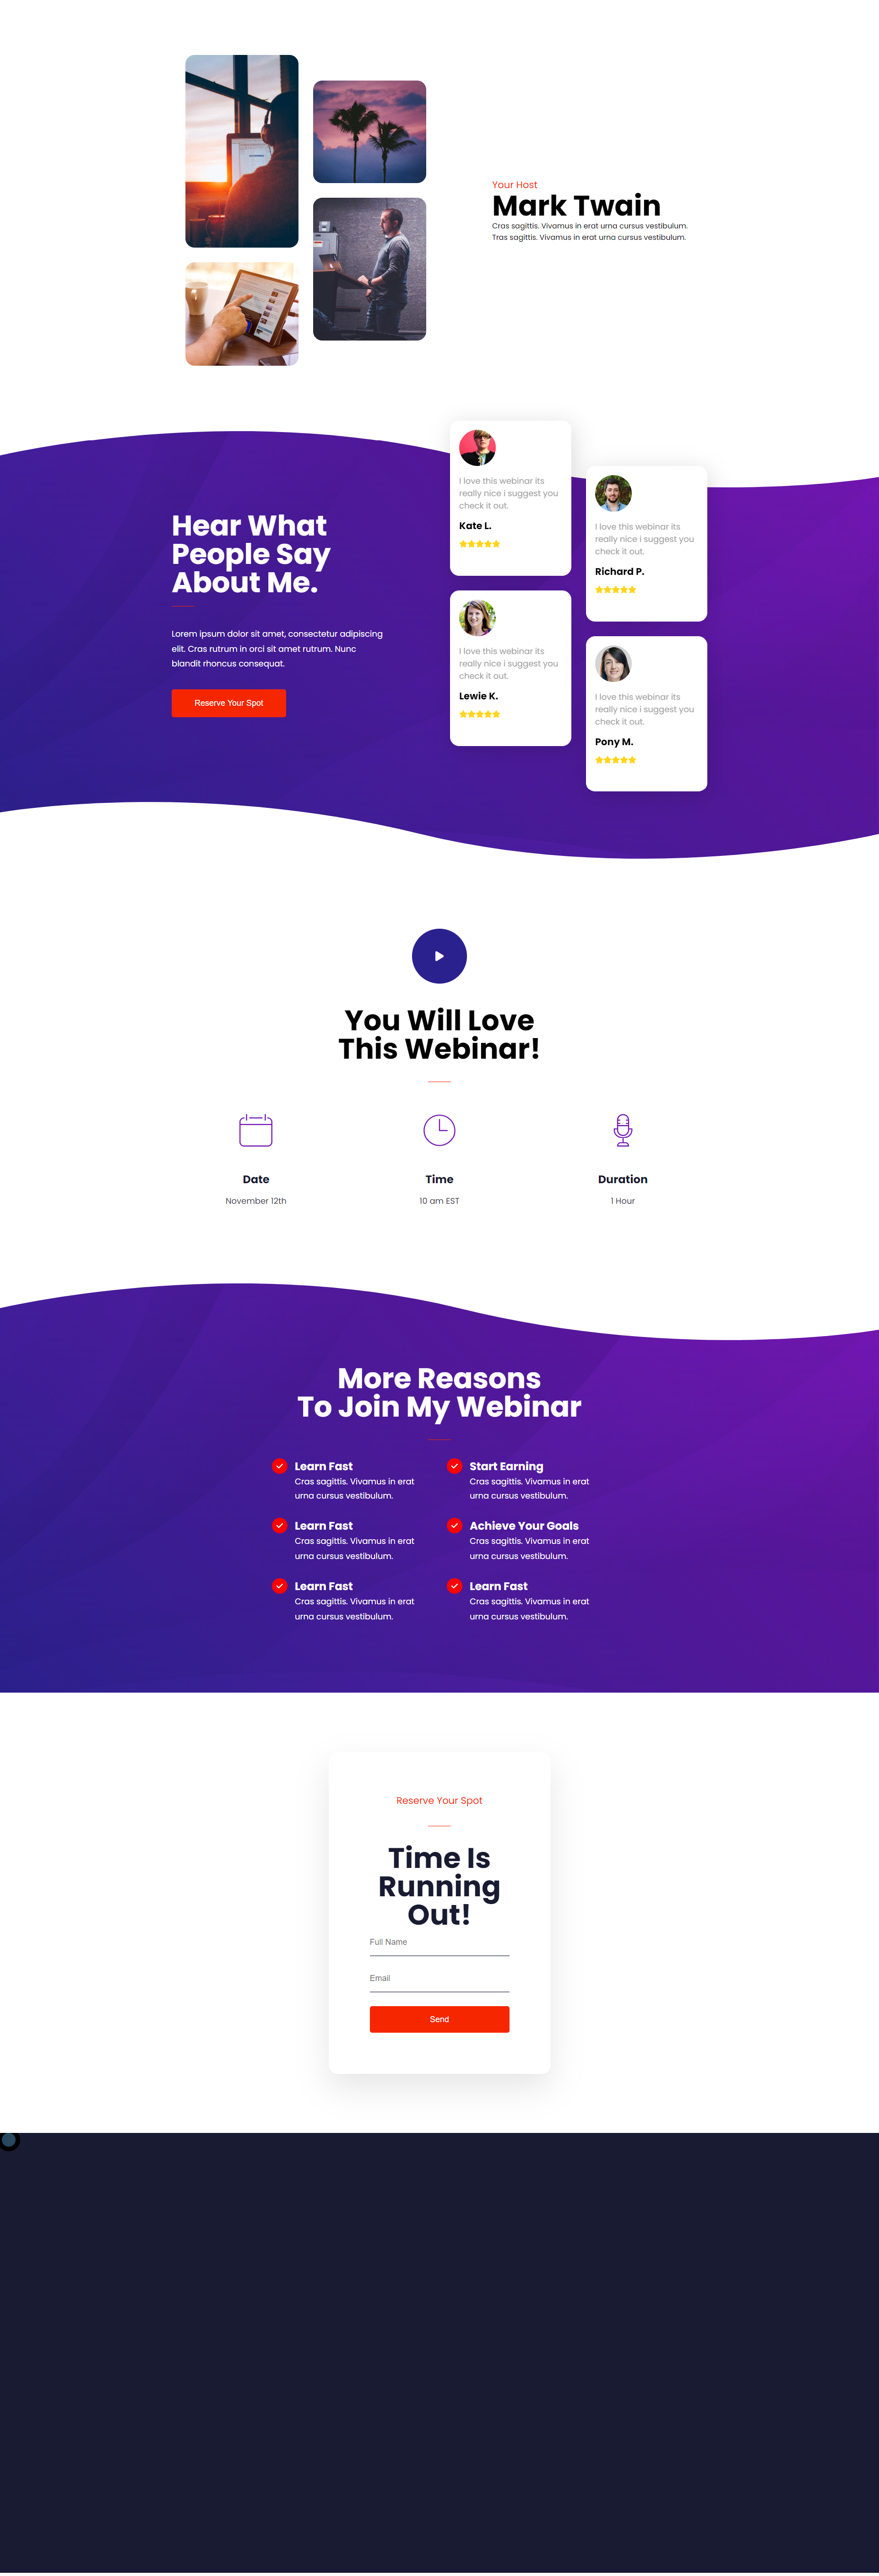 Your Host
Mark Twain
Cras sagittis. Vivamus in erat urna cursus vestibulum.
Tras sagittis. Vivamus in erat urna cursus vestibulum.
Hear What
People Say
About Me.
Lorem ipsum dolor sit amet, consectetur adipiscing
elit. Cras rutrum in orci sit amet rutrum. Nunc
blandit rhoncus consequat.
Reserve Your Spot
I love this webinar its
really nice i suggest you
check it out.
Kate L.
I love this webinar its
really nice i suggest you
check it out.
Lewie K.
I love this webinar its
really nice i suggest you
check it out.
Richard P.
I love this webinar its
really nice i suggest you
check it out.
Pony M.
You Will Love
This Webinar!
Date
November 12th
Time
10 am EST
Duration
1 Hour
More Reasons
To Join My Webinar
Learn Fast
Cras sagittis. Vivamus in erat
urna cursus vestibulum.
Start Earning
Cras sagittis. Vivamus in erat
urna cursus vestibulum.
Learn Fast
Cras sagittis. Vivamus in erat
urna cursus vestibulum.
Achieve Your Goals
Cras sagittis. Vivamus in erat
urna cursus vestibulum.
Learn Fast
Cras sagittis. Vivamus in erat
urna cursus vestibulum.
Learn Fast
Cras sagittis. Vivamus in erat
urna cursus vestibulum.
Reserve Your Spot
Time Is
Running
Out!
Full Name
Email
Send